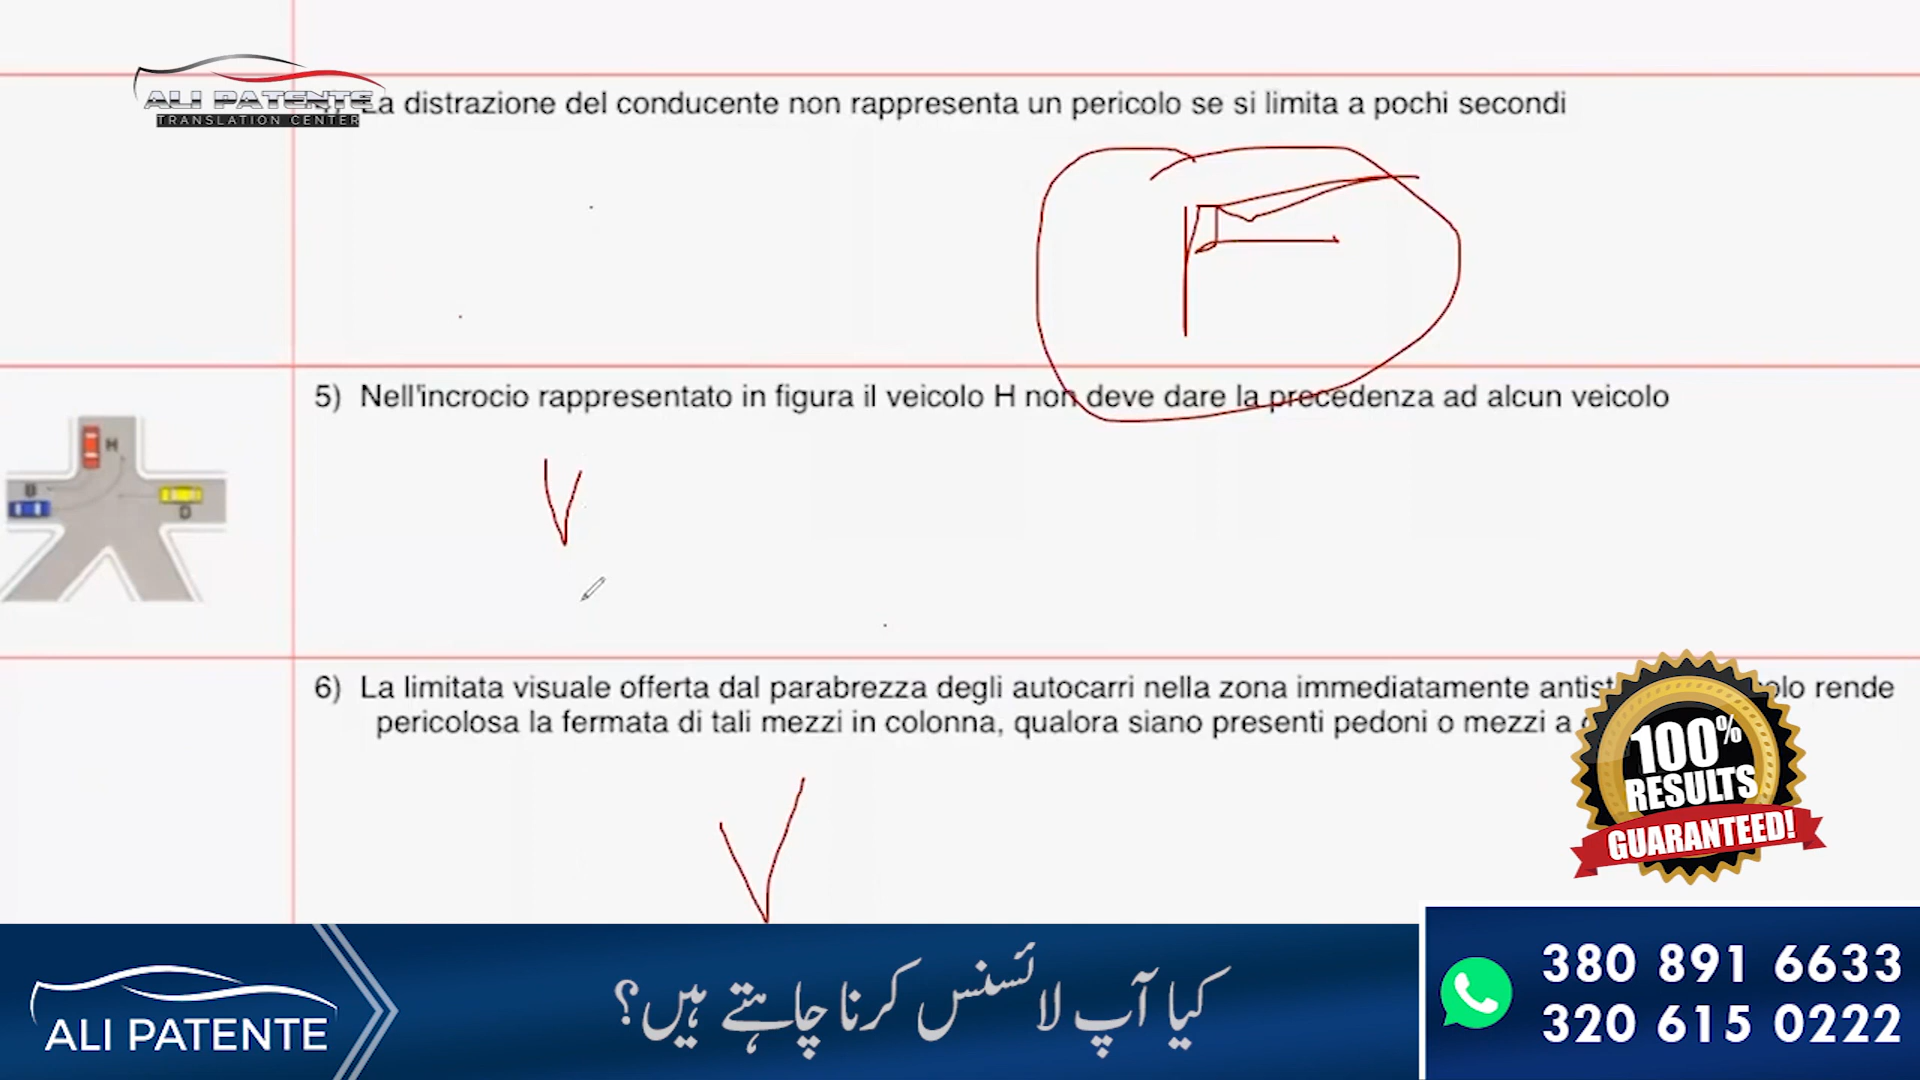 ALI PATENTE
TRANSLATION CENTER
La distrazione del conducente non rappresenta un pericolo se si limita a pochi secondi
F
5) Nell'incrocio rappresentato in figura il veicolo H non deve dare la precedenza ad alcun veicolo
H
B
D
V
6) La limitata visuale offerta dal parabrezza degli autocarri nella zona immediatamente rende
pericolosa la fermata di tali mezzi in colonna, qualora siano presenti pedoni o mezzi a
V
100%
RESULTS
GUARANTEED!
ALI PATENTE
کیا آپ لائسنس کرنا چاہتے ہیں؟
380 891 6633
320 615 0222